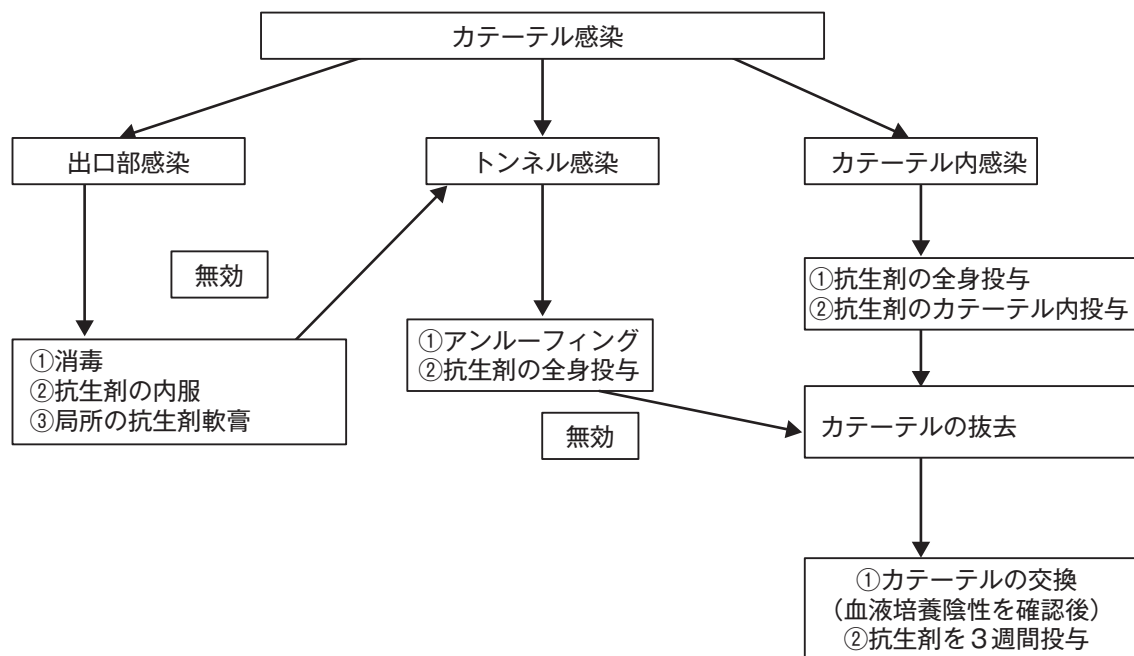 カテーテル感染
出口部感染
トンネル感染
カテーテル内感染
無効
①抗生剤の全身投与
②抗生剤のカテーテル内投与
①消毒
②抗生剤の内服
③局所の抗生剤軟膏
①アンルーフィング
②抗生剤の全身投与
無効
カテーテルの抜去
①カテーテルの交換
（血液培養陰性を確認後）
②抗生剤を３週間投与